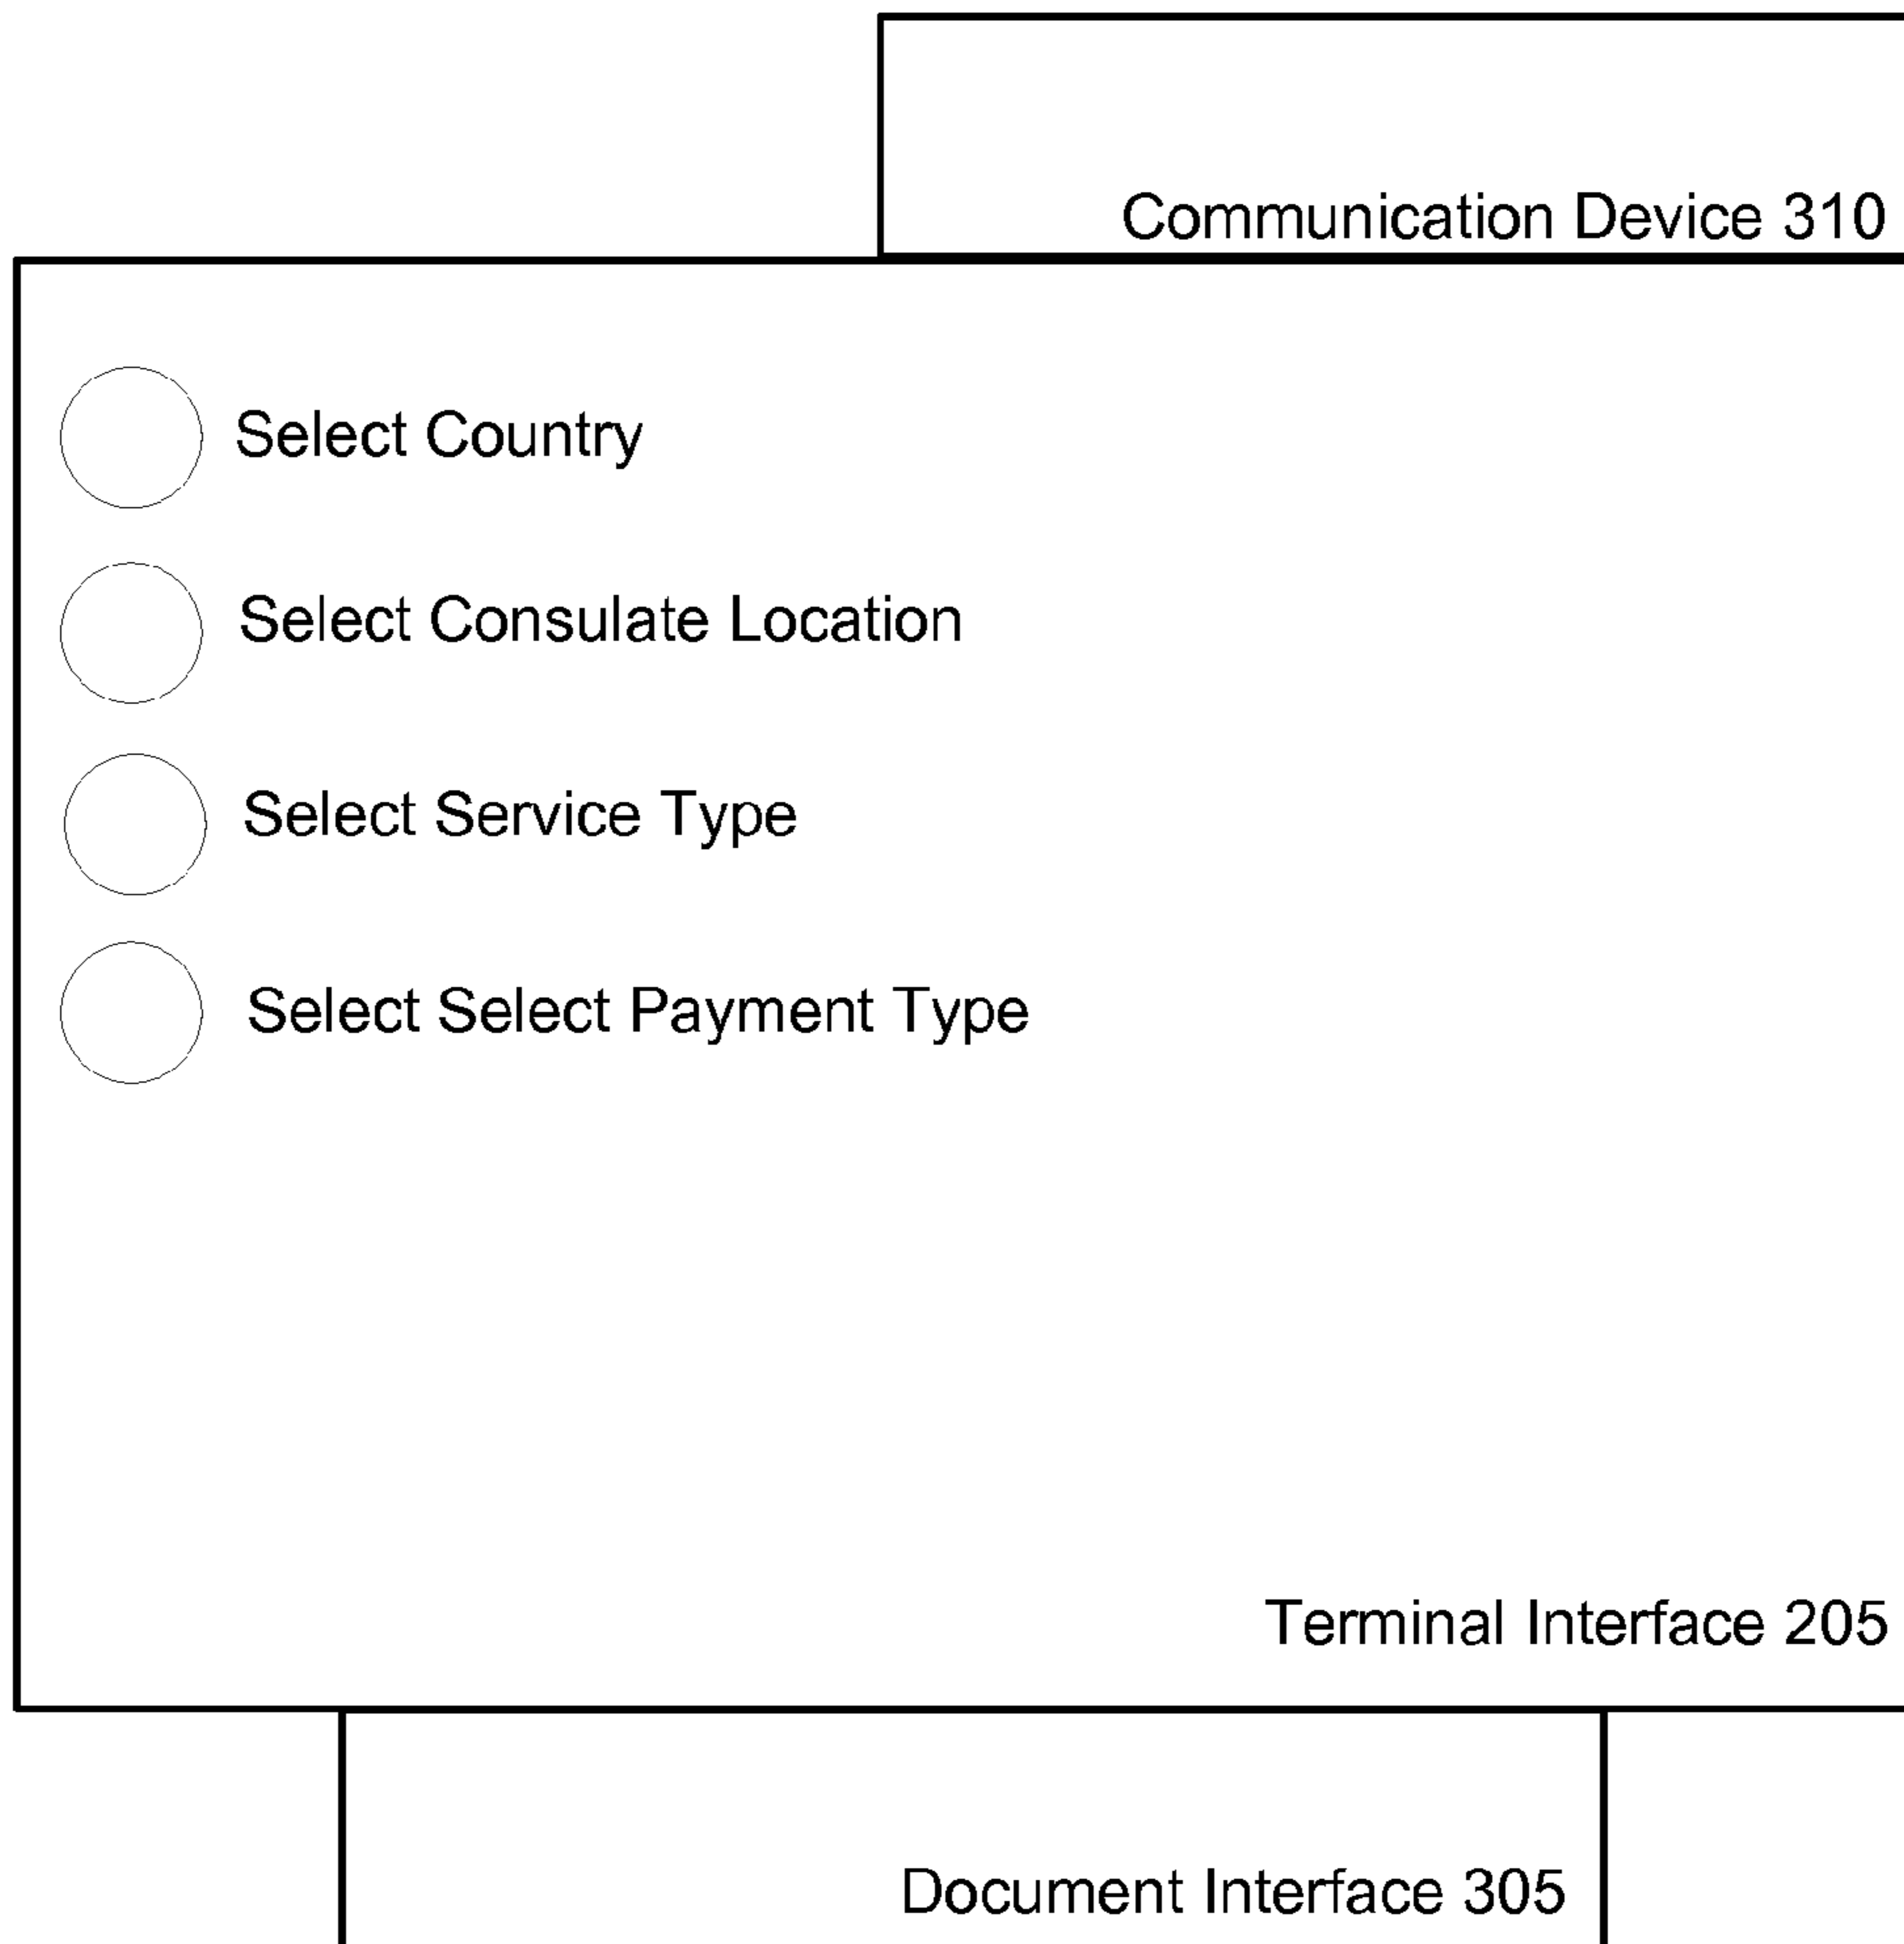 Communication Device 310
Select Country
Select Consulate Location
Select Service Type
Select Select Payment Type
Terminal Interface 205
Document Interface 305